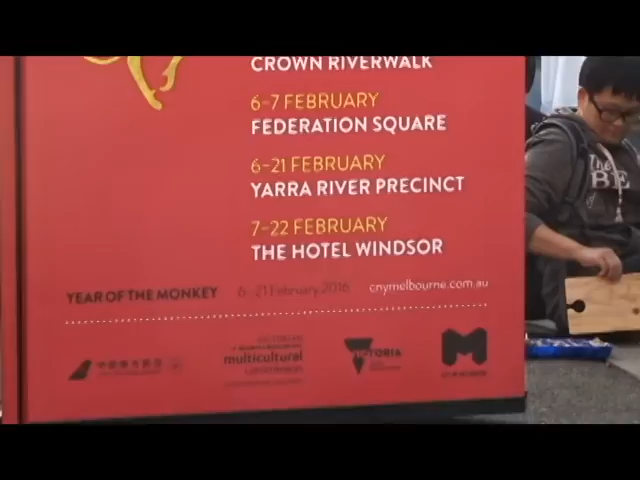 CROWN RIVERWALK
6-7 FEBRUARY
FEDERATION SQUARE
6-21 FEBRUARY
YARRA RIVER PRECINCT
7-22 FEBRUARY
THE HOTEL WINDSOR
YEAR OF THE MONKEY 6-21 February 2016 cnymelbourne.com.au
multicultural
VICTORIA
The
BE